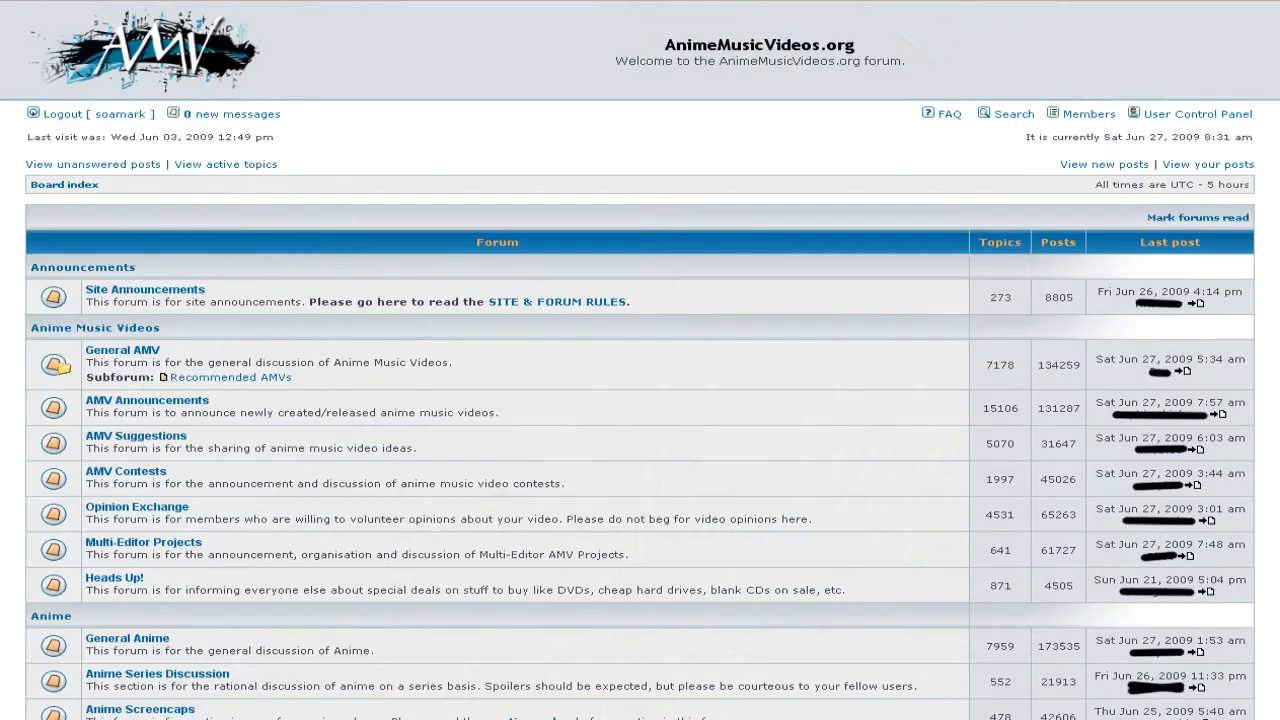 AMV
AnimeMusicVideos.org
Welcome to the AnimeMusicVideos.org forum.
Logout [ soamark ] 0 new messages FAQ Search Members User Control Panel
Last visit was: Wed Jun 03, 2009 12:49 pm It is currently Sat Jun 27, 2009 8:31 am
View unanswered posts | View active topics View new posts | View your posts
Board index All times are UTC - 5 hours
Mark forums read
Forum Topics Posts Last post
Announcements
Site Announcements
This forum is for site announcements. Please go here to read the SITE & FORUM RULES.
273 8805 Fri Jun 26, 2009 4:14 pm
Anime Music Videos
General AMV
This forum is for the general discussion of Anime Music Videos.
Subforum: Recommended AMVs
7178 134259 Sat Jun 27, 2009 5:34 am
AMV Announcements
This forum is to announce newly created/released anime music videos.
15106 131287 Sat Jun 27, 2009 7:57 am
AMV Suggestions
This forum is for the sharing of anime music video ideas.
5070 31647 Sat Jun 27, 2009 6:03 am
AMV Contests
This forum is for the announcement and discussion of anime music video contests.
1997 45026 Sat Jun 27, 2009 3:44 am
Opinion Exchange
This forum is for members who are willing to volunteer opinions about your video. Please do not beg for video opinions here.
4531 65263 Sat Jun 27, 2009 3:01 am
Multi-Editor Projects
This forum is for the announcement, organisation and discussion of Multi-Editor AMV Projects.
641 61727 Sat Jun 27, 2009 7:48 am
Heads Up!
This forum is for informing everyone else about special deals on stuff to buy like DVDs, cheap hard drives, blank CDs on sale, etc.
871 4505 Sun Jun 21, 2009 5:04 pm
Anime
General Anime
This forum is for the general discussion of Anime.
7959 173535 Sat Jun 27, 2009 1:53 am
Anime Series Discussion
This section is for the rational discussion of anime on a series basis. Spoilers should be expected, but please be courteous to your fellow users.
552 21913 Fri Jun 26, 2009 11:33 pm
Anime Screencaps
478 42606 Thu Jun 25, 2009 5:40 am